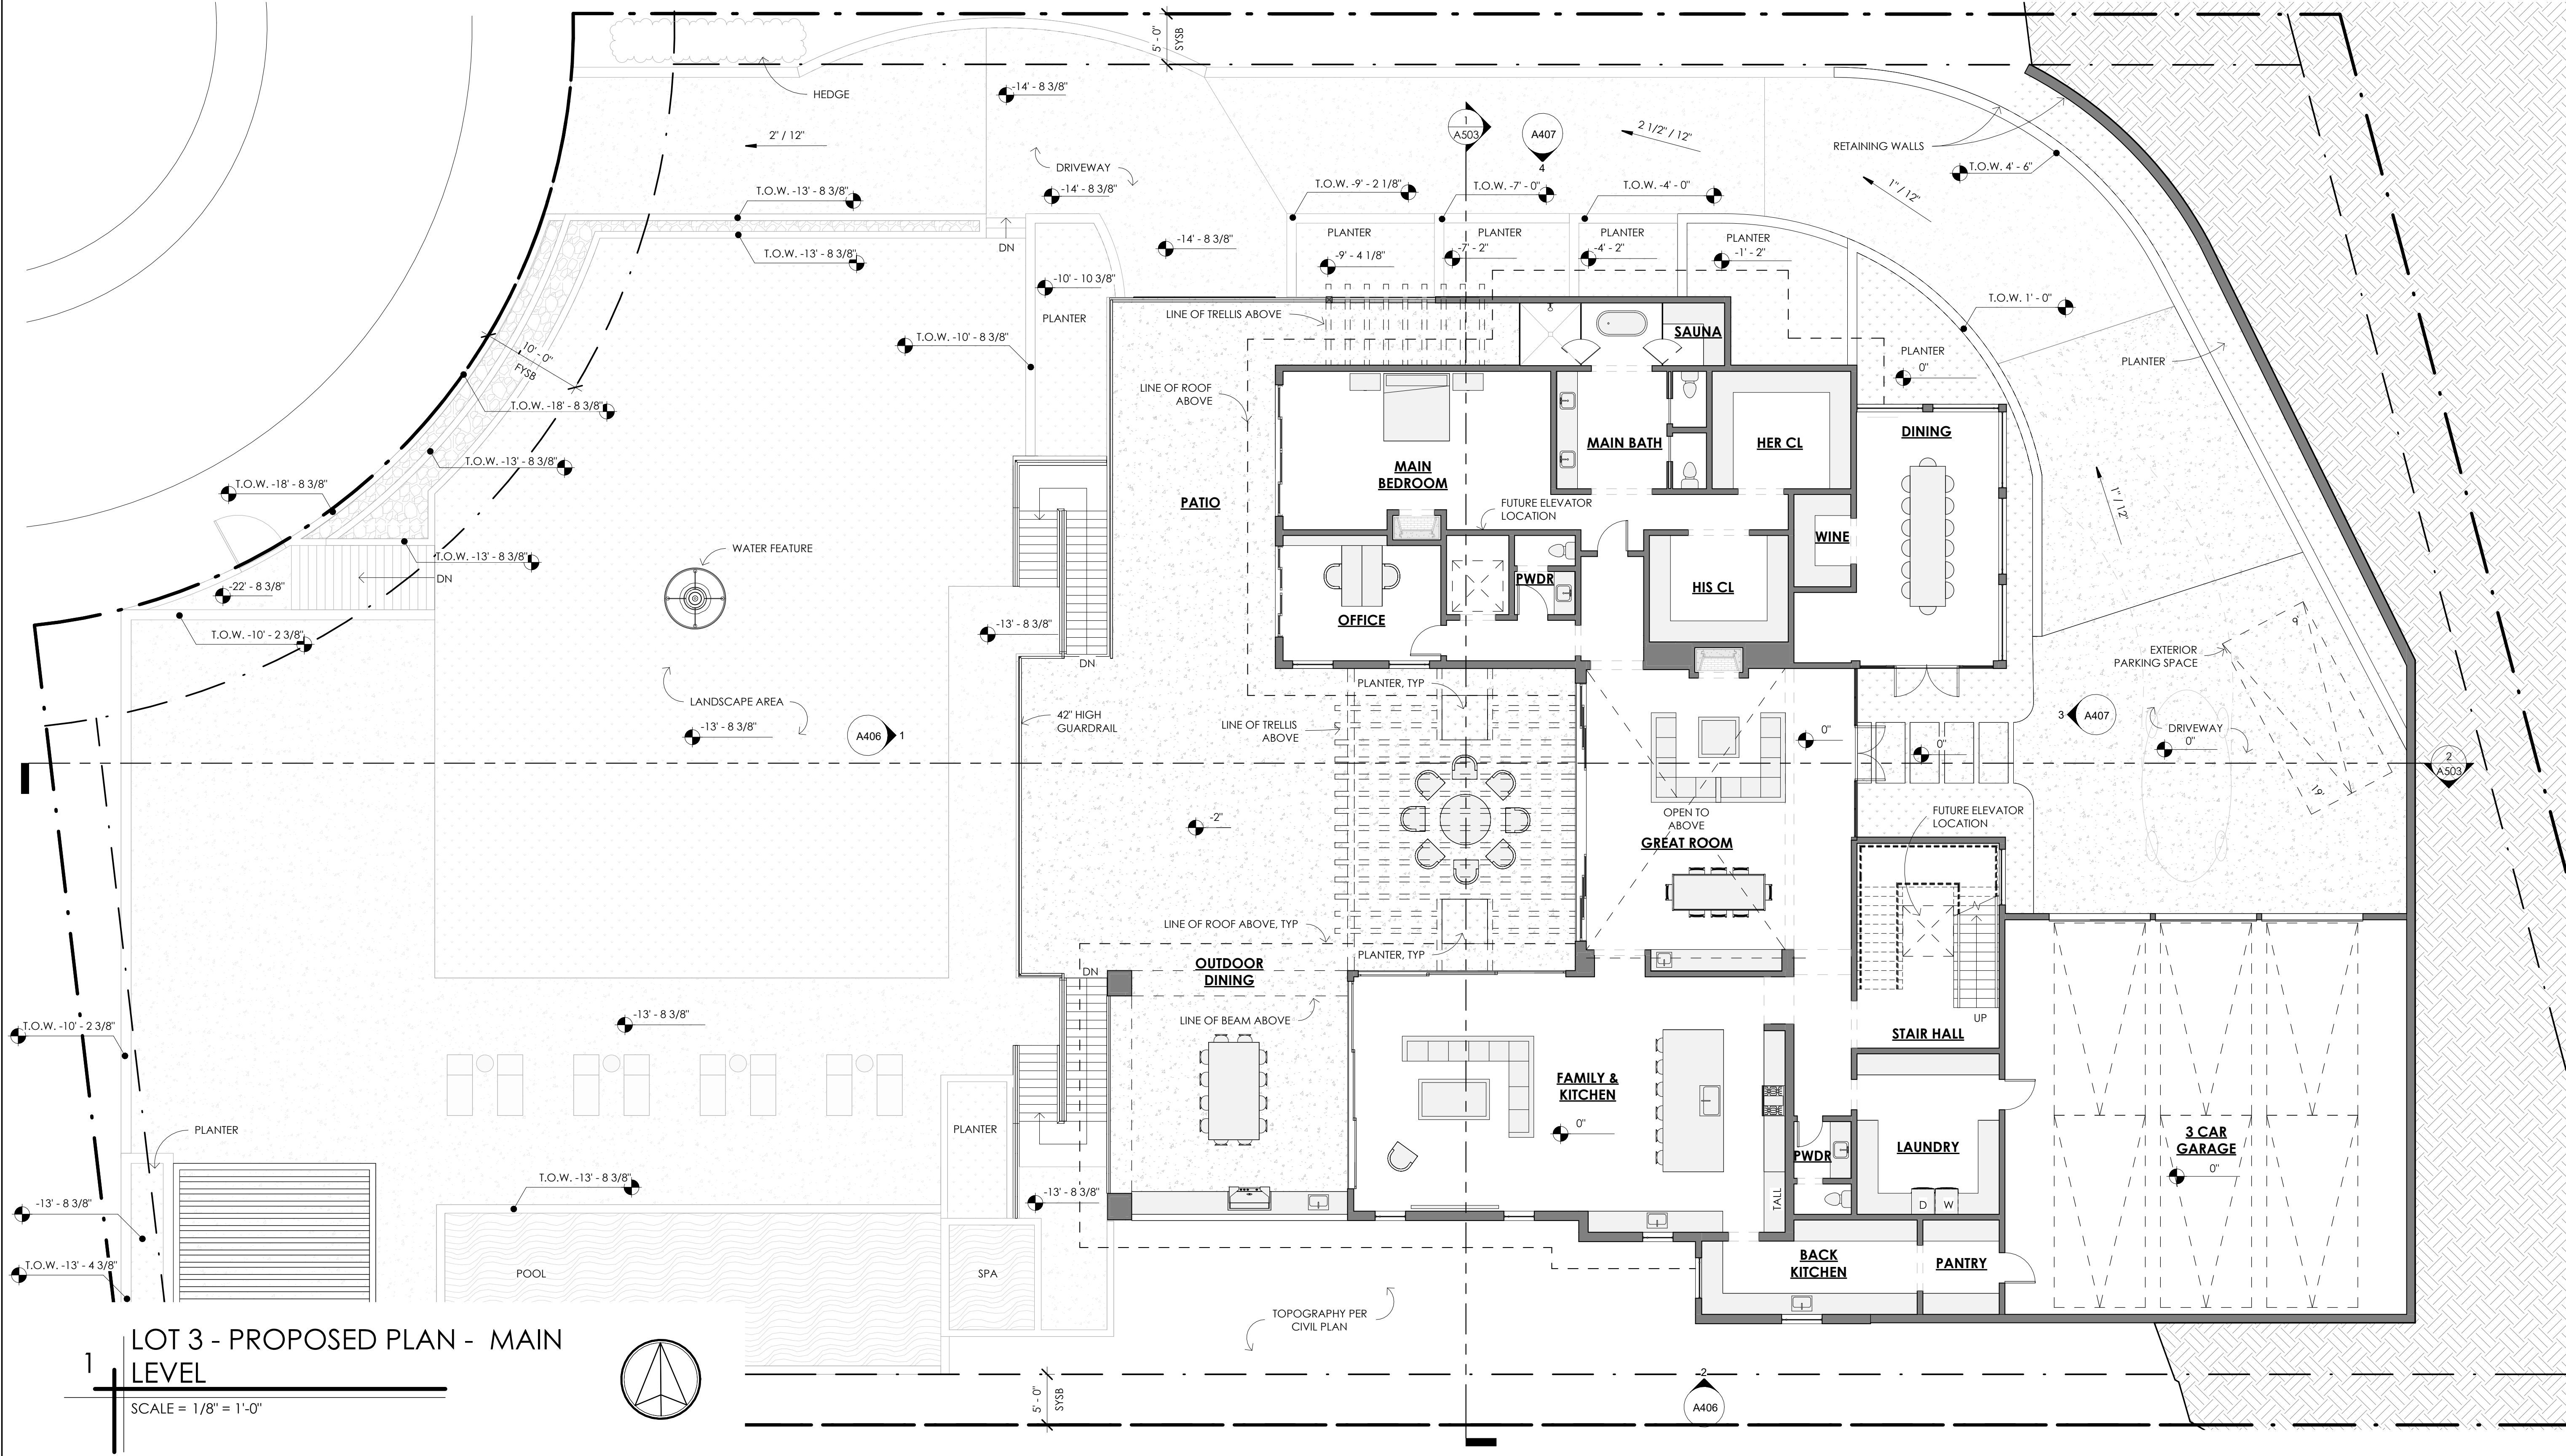 5' - 0"
SYSB
HEDGE
-14' - 8 3/8"
2" / 12"
DRIVEWAY
-14' - 8 3/8"
1
A503
A407
4
2 1/2" / 12"
RETAINING WALLS
T.O.W. 4' - 6"
1" / 12"
T.O.W. -13' - 8 3/8"
T.O.W. -9' - 2 1/8"
T.O.W. -7' - 0"
T.O.W. -4' - 0"
T.O.W. -13' - 8 3/8"
DN
-14' - 8 3/8"
PLANTER
-9' - 4 1/8"
PLANTER
-7' - 2"
PLANTER
-4' - 2"
PLANTER
-1' - 2"
-10' - 10 3/8"
PLANTER
T.O.W. 1' - 0"
LINE OF TRELLIS ABOVE
SAUNA
T.O.W. -10' - 8 3/8"
10' - 0"
FYSB
PLANTER
0"
PLANTER
LINE OF ROOF
ABOVE
T.O.W. -18' - 8 3/8"
MAIN BATH
HER CL
DINING
T.O.W. -13' - 8 3/8"
MAIN
BEDROOM
T.O.W. -18' - 8 3/8"
PATIO
FUTURE ELEVATOR
LOCATION
1" / 12"
WINE
T.O.W. -13' - 8 3/8"
WATER FEATURE
DN
-22' - 8 3/8"
PWDR
HIS CL
OFFICE
T.O.W. -10' - 2 3/8"
-13' - 8 3/8"
DN
9'
EXTERIOR
PARKING SPACE
PLANTER, TYP
LANDSCAPE AREA
-13' - 8 3/8"
42" HIGH
GUARDRAIL
LINE OF TRELLIS
ABOVE
A406
1
0"
0"
3
A407
DRIVEWAY
0"
2
A503
19'
-2"
OPEN TO
ABOVE
GREAT ROOM
FUTURE ELEVATOR
LOCATION
LINE OF ROOF ABOVE, TYP
PLANTER, TYP
OUTDOOR
DINING
DN
-13' - 8 3/8"
LINE OF BEAM ABOVE
UP
STAIR HALL
T.O.W. -10' - 2 3/8"
FAMILY &
KITCHEN
0"
PLANTER
PLANTER
3 CAR
GARAGE
0"
LAUNDRY
PWDR
T.O.W. -13' - 8 3/8"
-13' - 8 3/8"
TALL
D
W
-13' - 8 3/8"
BACK
KITCHEN
PANTRY
T.O.W. -13' - 4 3/8"
POOL
SPA
TOPOGRAPHY PER
CIVIL PLAN
1
LOT 3 - PROPOSED PLAN - MAIN
LEVEL
SCALE = 1/8" = 1'-0"
5' - 0"
SYSB
2
A406